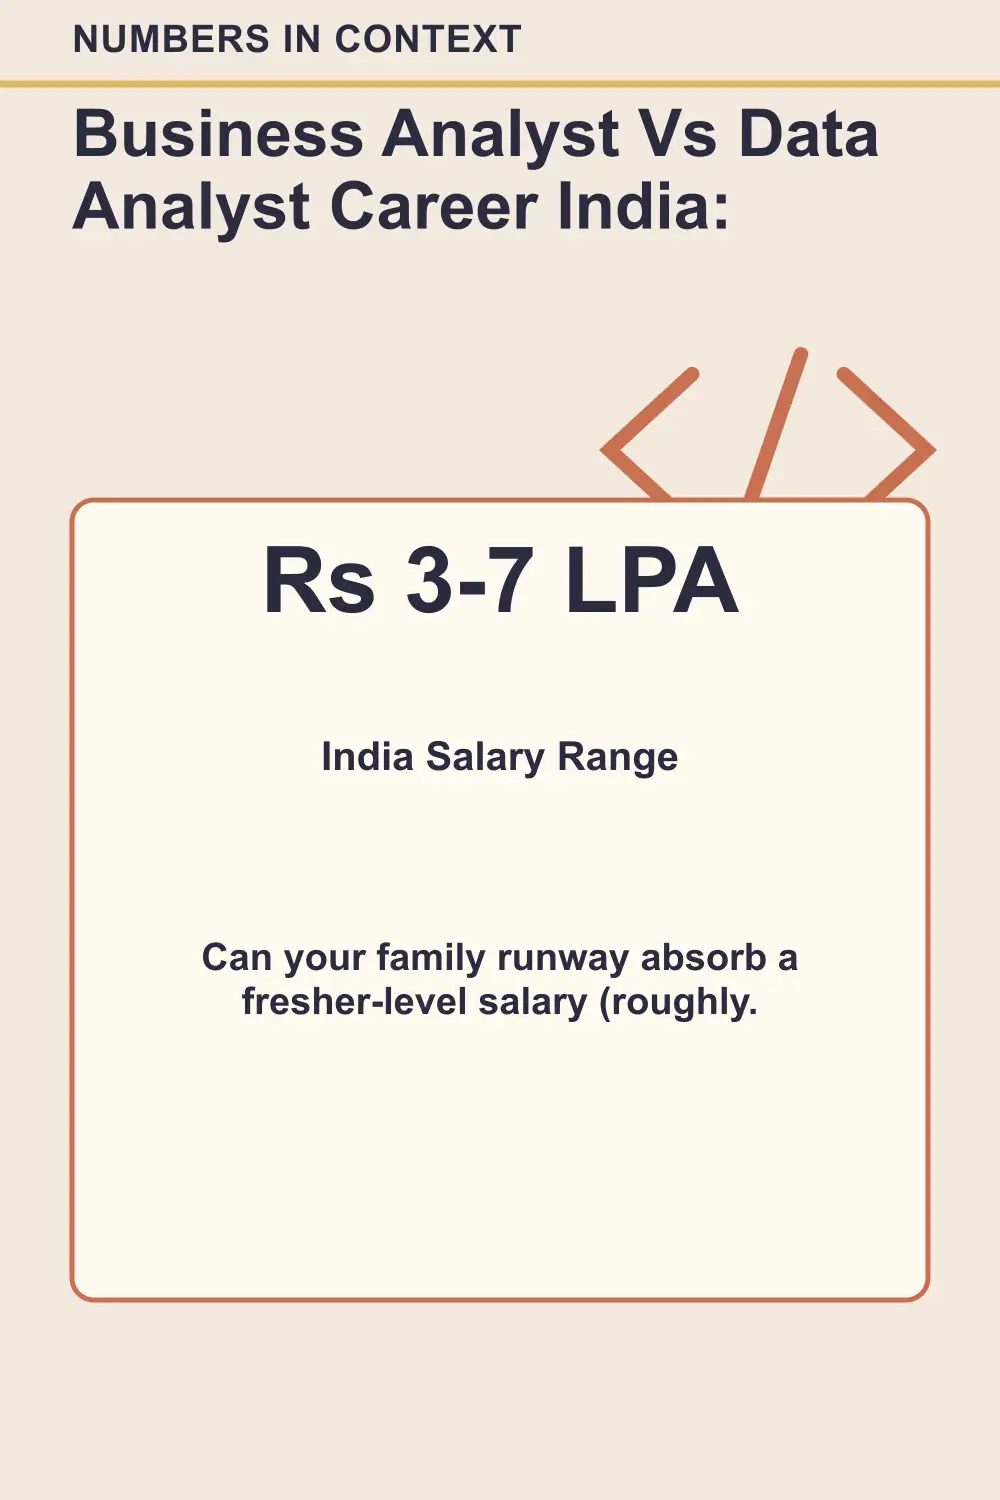 NUMBERS IN CONTEXT
Business Analyst Vs Data
Analyst Career India:
Rs 3-7 LPA
India Salary Range
Can your family runway absorb a
fresher-level salary (roughly.